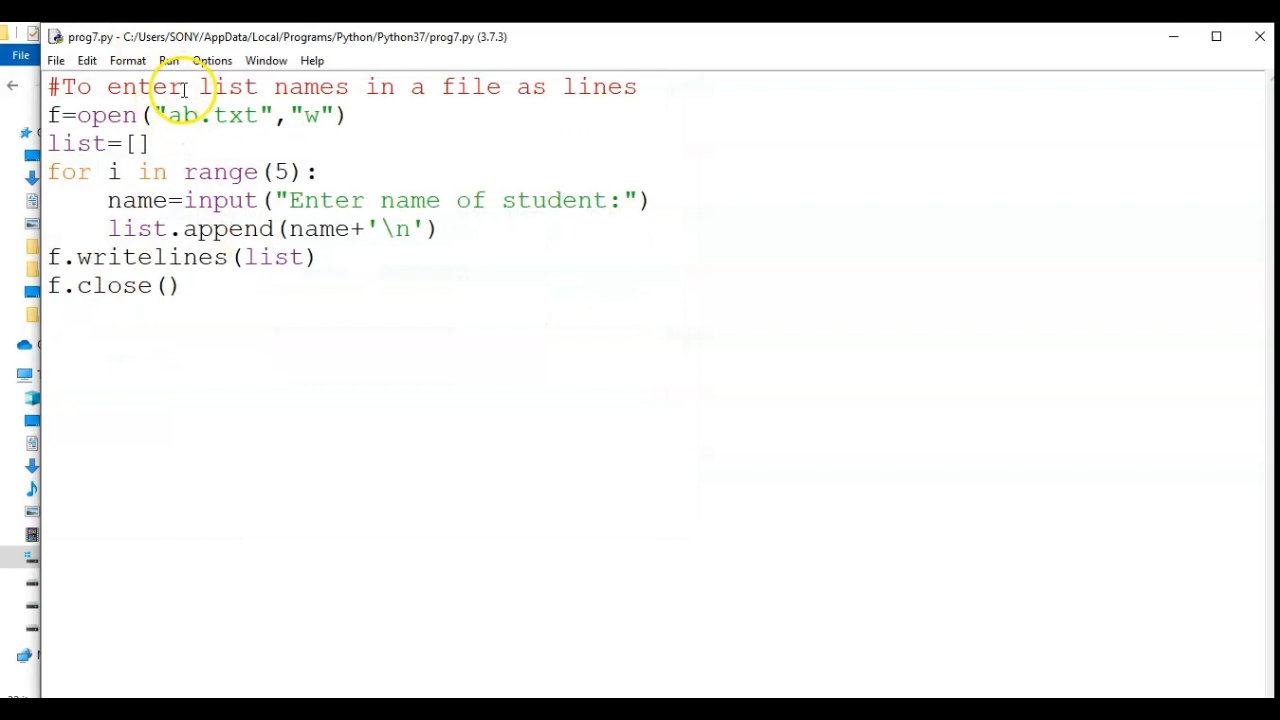 prog7.py - C:/Users/SONY/AppData/Local/Programs/Python/Python37/prog7.py (3.7.3)
File
File Edit Format Run Options Window Help
#To enter list names in a file as lines
f=open("ab.txt","w")
list=[]
for i in range(5):
    name=input("Enter name of student:")
    list.append(name+'\n')
f.writelines(list)
f.close()